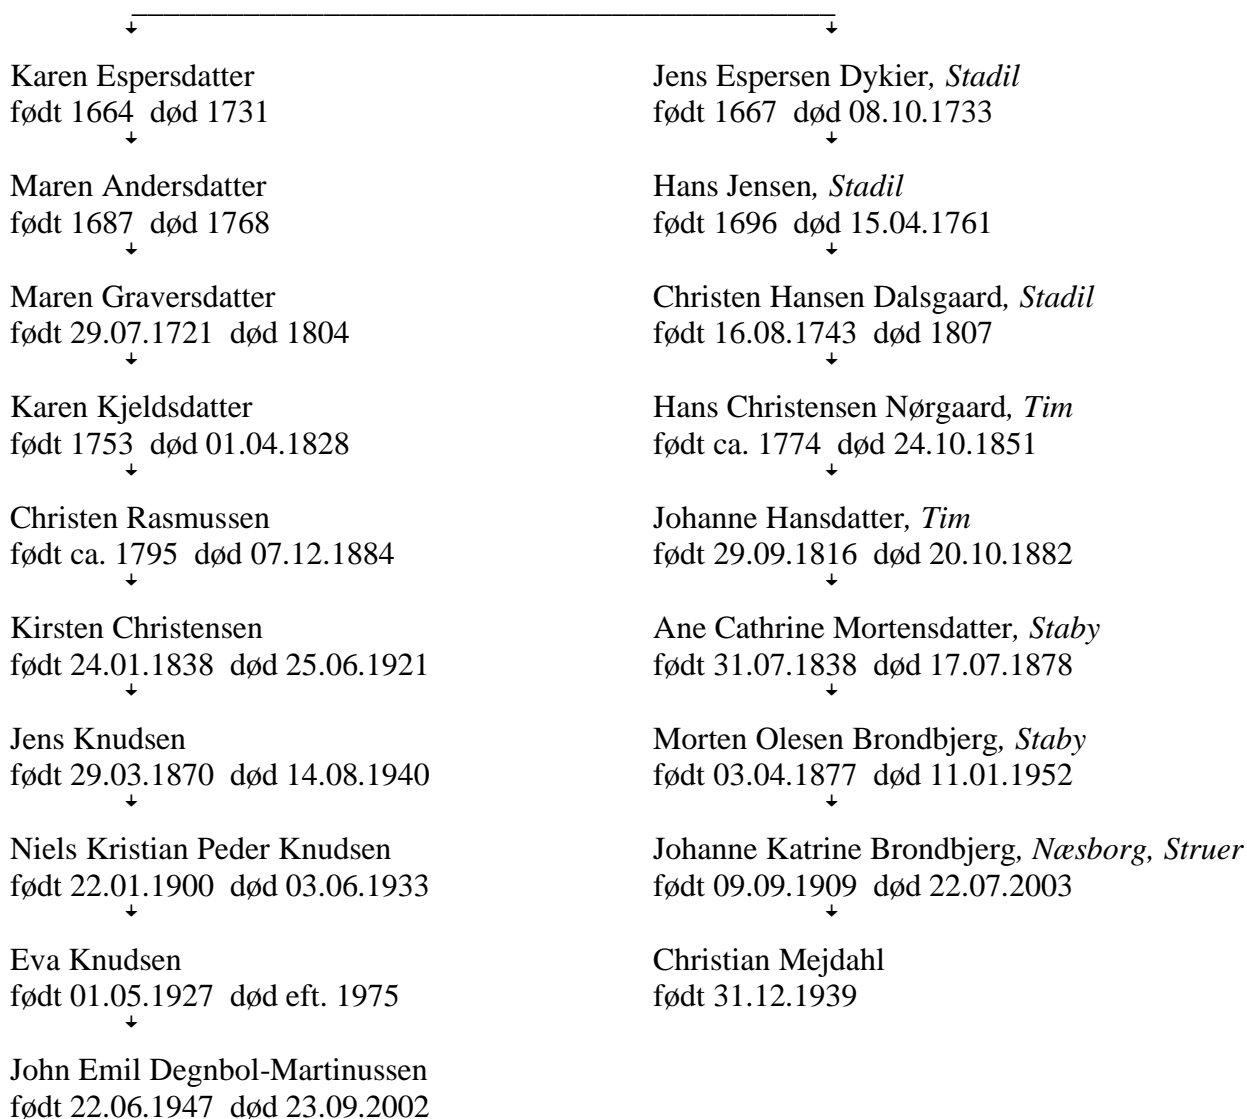 Karen Espersdatter
født 1664  død 1731
Maren Andersdatter
født 1687  død 1768
Maren Graversdatter
født 29.07.1721  død 1804
Karen Kjeldsdatter
født 1753  død 01.04.1828
Christen Rasmussen
født ca. 1795  død 07.12.1884
Kirsten Christensen
født 24.01.1838  død 25.06.1921
Jens Knudsen
født 29.03.1870  død 14.08.1940
Niels Kristian Peder Knudsen
født 22.01.1900  død 03.06.1933
Eva Knudsen
født 01.05.1927  død eft. 1975
John Emil Degnbol-Martinussen
født 22.06.1947  død 23.09.2002
Jens Espersen Dykier, Stadil
født 1667  død 08.10.1733
Hans Jensen, Stadil
født 1696  død 15.04.1761
Christen Hansen Dalsgaard, Stadil
født 16.08.1743  død 1807
Hans Christensen Nørgaard, Tim
født ca. 1774  død 24.10.1851
Johanne Hansdatter, Tim
født 29.09.1816  død 20.10.1882
Ane Cathrine Mortensdatter, Staby
født 31.07.1838  død 17.07.1878
Morten Olesen Brondbjerg, Staby
født 03.04.1877  død 11.01.1952
Johanne Katrine Brondbjerg, Næsborg, Struer
født 09.09.1909  død 22.07.2003
Christian Mejdahl
født 31.12.1939